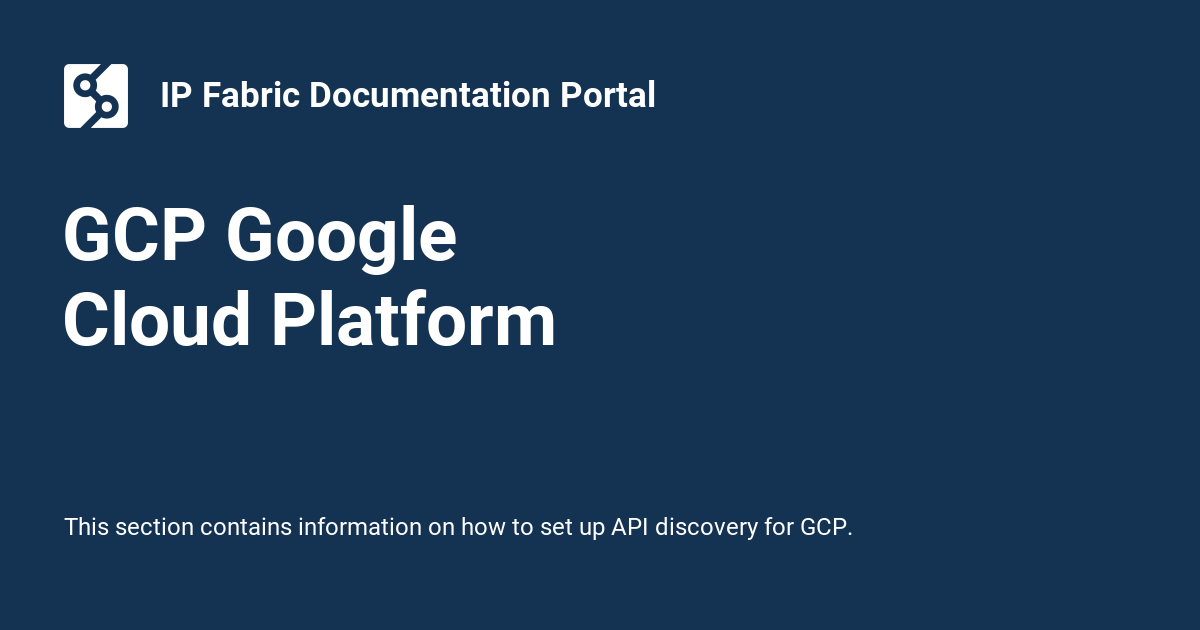 IP Fabric Documentation Portal
GCP Google
Cloud Platform
This section contains information on how to set up API discovery for GCP.